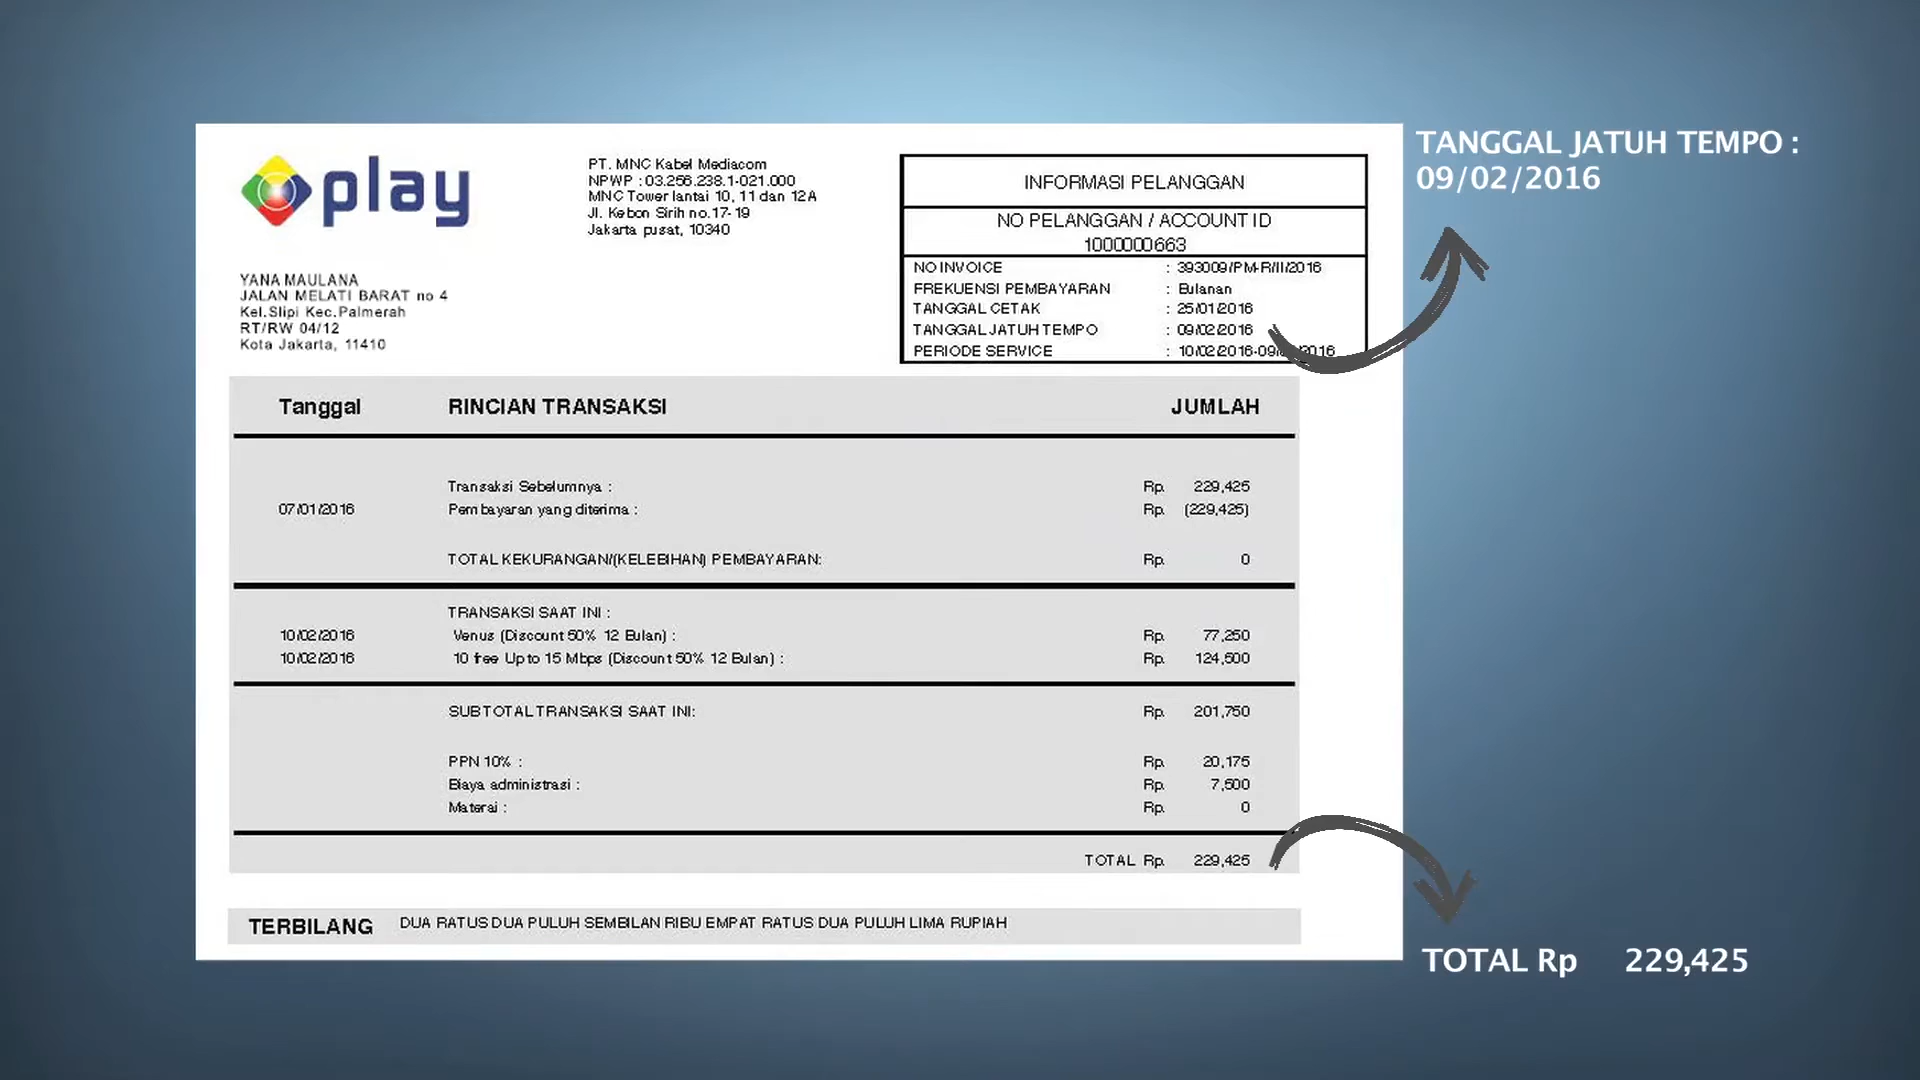 play
PT. MNC Kabel Mediacom
NPWP : 03.256.238.1-021.000
MNC Tower lantai 10, 11 dan 12A
Jl. Kebon Sirih no.17-19
Jakarta pusat, 10340
YANA MAULANA
JALAN MELATI BARAT no 4
Kel.Slipi Kec.Palmerah
RT/RW 04/12
Kota Jakarta, 11410
INFORMASI PELANGGAN
NO PELANGGAN / ACCOUNT ID
1000000663
NO INVOICE : 393009/PM-R/II/2016
FREKUENSI PEMBAYARAN : Bulanan
TANGGAL CETAK : 25/01/2016
TANGGAL JATUH TEMPO : 09/02/2016
PERIODE SERVICE : 10/02/2016-09/ /2016
TANGGAL JATUH TEMPO :
09/02/2016
Tanggal RINCIAN TRANSAKSI JUMLAH
Transaksi Sebelumnya : Rp. 229,425
07/01/2016 Pembayaran yang diterima : Rp. (229,425)
TOTAL KEKURANGAN/(KELEBIHAN) PEMBAYARAN: Rp. 0
TRANSAKSI SAAT INI :
10/02/2016 Venus (Discount 50% 12 Bulan) : Rp. 77,250
10/02/2016 10 free Up to 15 Mbps (Discount 50% 12 Bulan) : Rp. 124,500
SUBTOTAL TRANSAKSI SAAT INI: Rp. 201,750
PPN 10% : Rp. 20,175
Biaya administrasi : Rp. 7,500
Materai : Rp. 0
TOTAL Rp. 229,425
TERBILANG DUA RATUS DUA PULUH SEMBILAN RIBU EMPAT RATUS DUA PULUH LIMA RUPIAH
TOTAL Rp 229,425